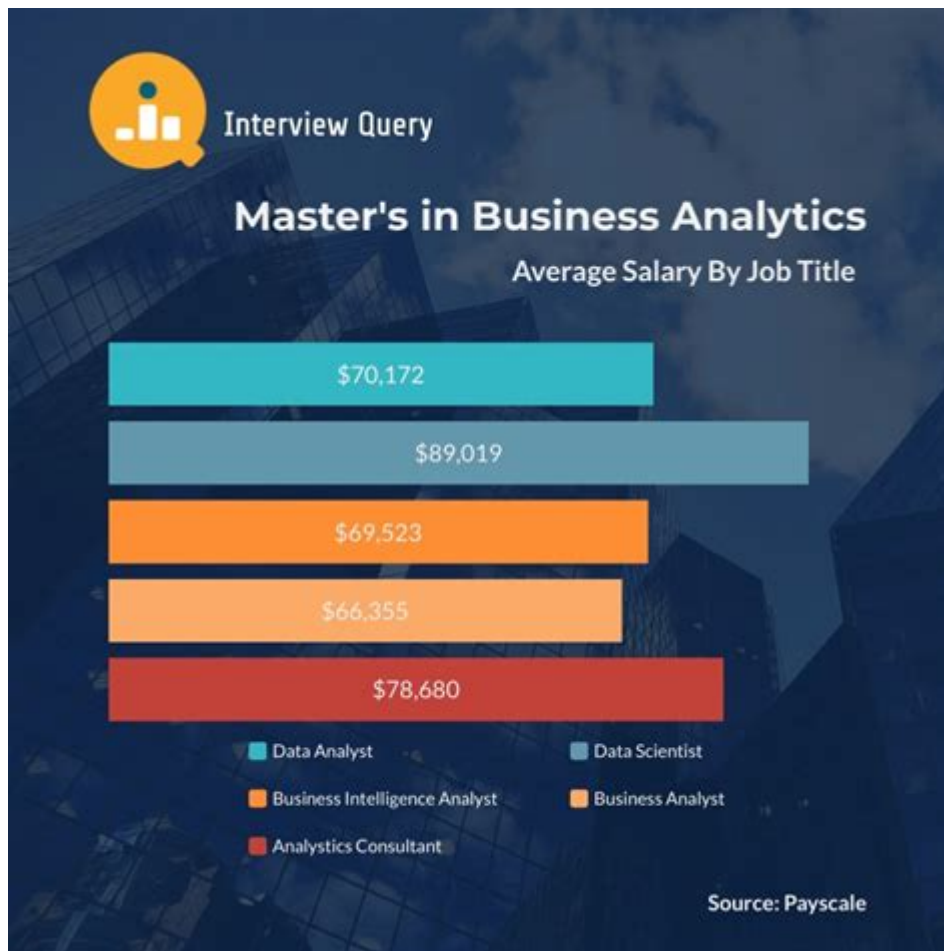 Interview Query
Master's in Business Analytics
Average Salary By Job Title
$70,172
$89,019
$69,523
$66,355
$78,680
Data Analyst
Data Scientist
Business Intelligence Analyst
Business Analyst
Analystics Consultant
Source: Payscale